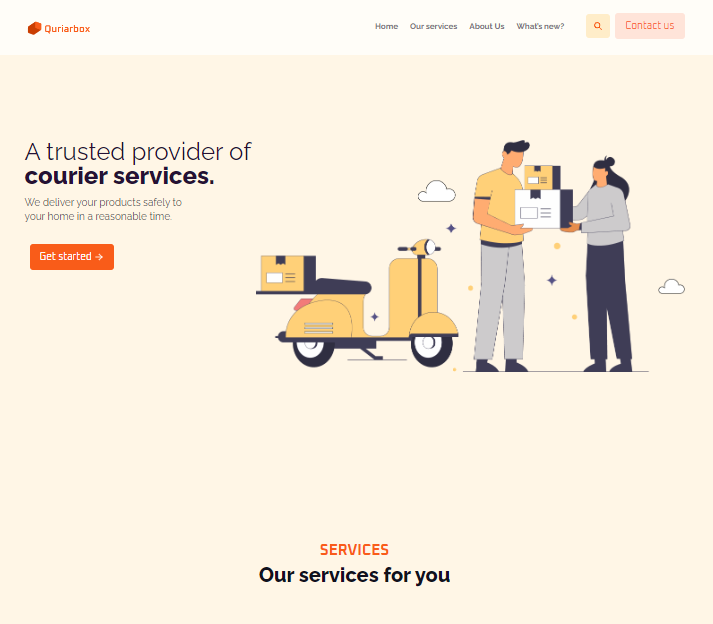 Quriarbox
Home Our services About Us What's new? Contact us
A trusted provider of
courier services.
We deliver your products safely to
your home in a reasonable time.
Get started →
SERVICES
Our services for you